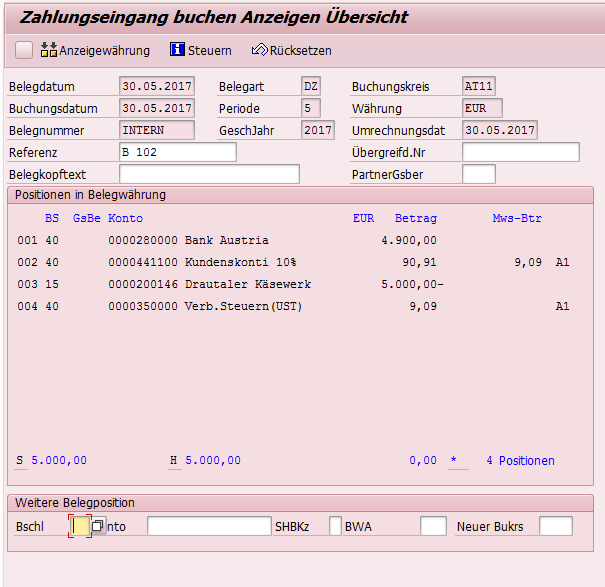 Zahlungseingang buchen Anzeigen Übersicht
Anzeigewährung Steuern Rücksetzen
Belegdatum 30.05.2017 Belegart DZ Buchungskreis AT11
Buchungsdatum 30.05.2017 Periode 5 Währung EUR
Belegnummer INTERN GeschJahr 2017 Umrechnungsdat 30.05.2017
Referenz B 102 Übergreifd.Nr
Belegkopftext PartnerGsber
Positionen in Belegwährung
BS GsBe Konto EUR Betrag Mws-Btr
001 40 0000280000 Bank Austria 4.900,00
002 40 0000441100 Kundenskonti 10% 90,91 9,09 A1
003 15 0000200146 Drautaler Käsewerk 5.000,00-
004 40 0000350000 Verb.Steuern(UST) 9,09 A1
S 5.000,00 H 5.000,00 0,00 * 4 Positionen
Weitere Belegposition
Bschl nto SHBKz BWA Neuer Bukrs